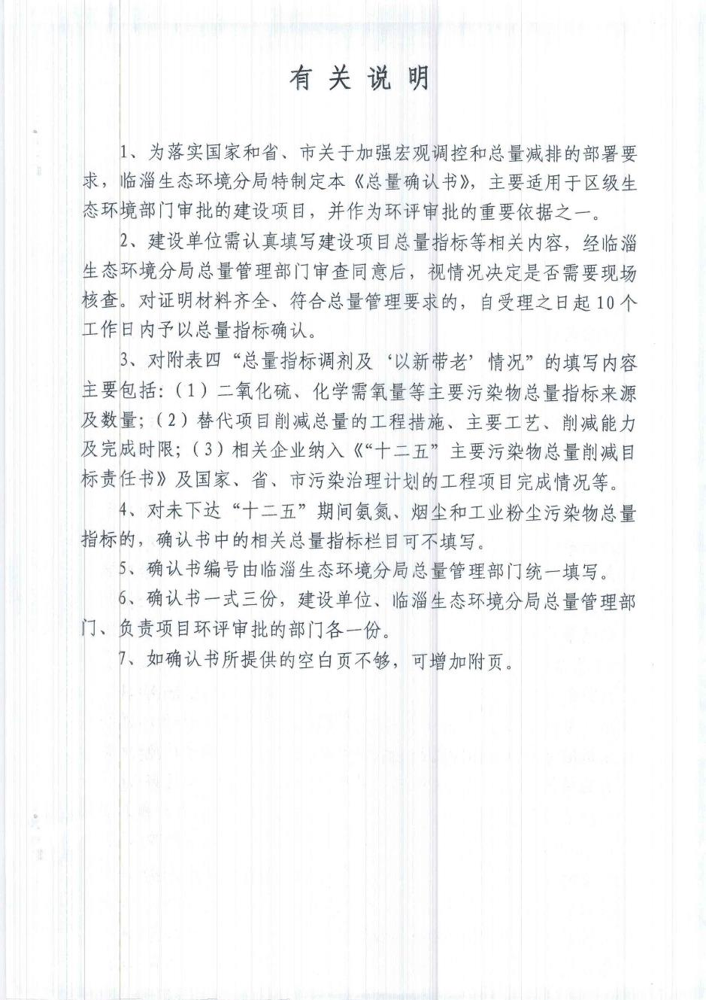 有关说明
1、为落实国家和省、市关于加强宏观调控和总量减排的部署要
求，临淄生态环境分局特制定本《总量确认书》，主要适用于区级生
态环境部门审批的建设项目，并作为环评审批的重要依据之一。
2、建设单位需认真填写建设项目总量指标等相关内容，经临淄
生态环境分局总量管理部门审查同意后，视情况决定是否需要现场
核查。对证明材料齐全、符合总量管理要求的，自受理之日起 10 个
工作日内予以总量指标确认。
3、对附表四“总量指标调剂及‘以新带老’情况”的填写内容
主要包括：（1）二氧化硫、化学需氧量等主要污染物总量指标来源
及数量；（2）替代项目削减总量的工程措施、主要工艺、削减能力
及完成时限；（3）相关企业纳入《“十二五”主要污染物总量削减目
标责任书》及国家、省、市污染治理计划的工程项目完成情况等。
4、对未下达“十二五”期间氨氮、烟尘和工业粉尘污染物总量
指标的，确认书中的相关总量指标栏目可不填写。
5、确认书编号由临淄生态环境分局总量管理部门统一填写。
6、确认书一式三份，建设单位、临淄生态环境分局总量管理部
门、负责项目环评审批的部门各一份。
7、如确认书所提供的空白页不够，可增加附页。